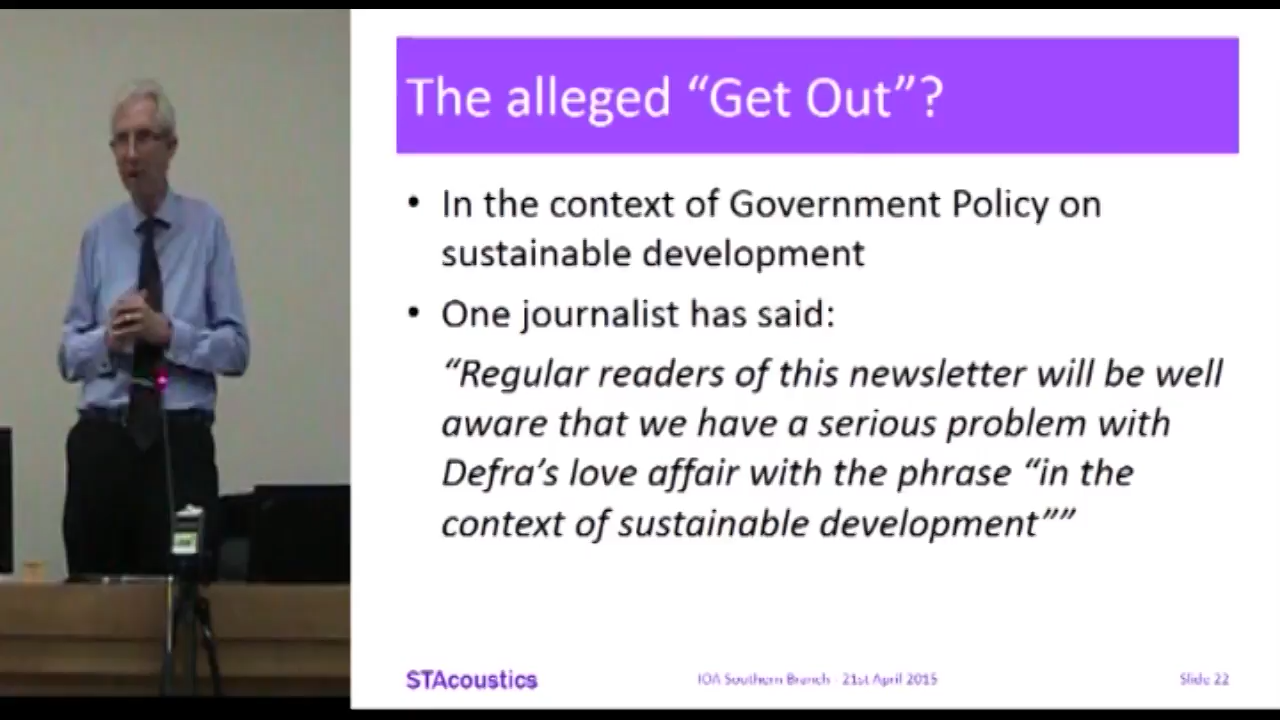 The alleged “Get Out”?
• In the context of Government Policy on
sustainable development
• One journalist has said:
“Regular readers of this newsletter will be well
aware that we have a serious problem with
Defra’s love affair with the phrase “in the
context of sustainable development””
STAcoustics
IOA Southern Branch - 21st April 2015
Slide 22